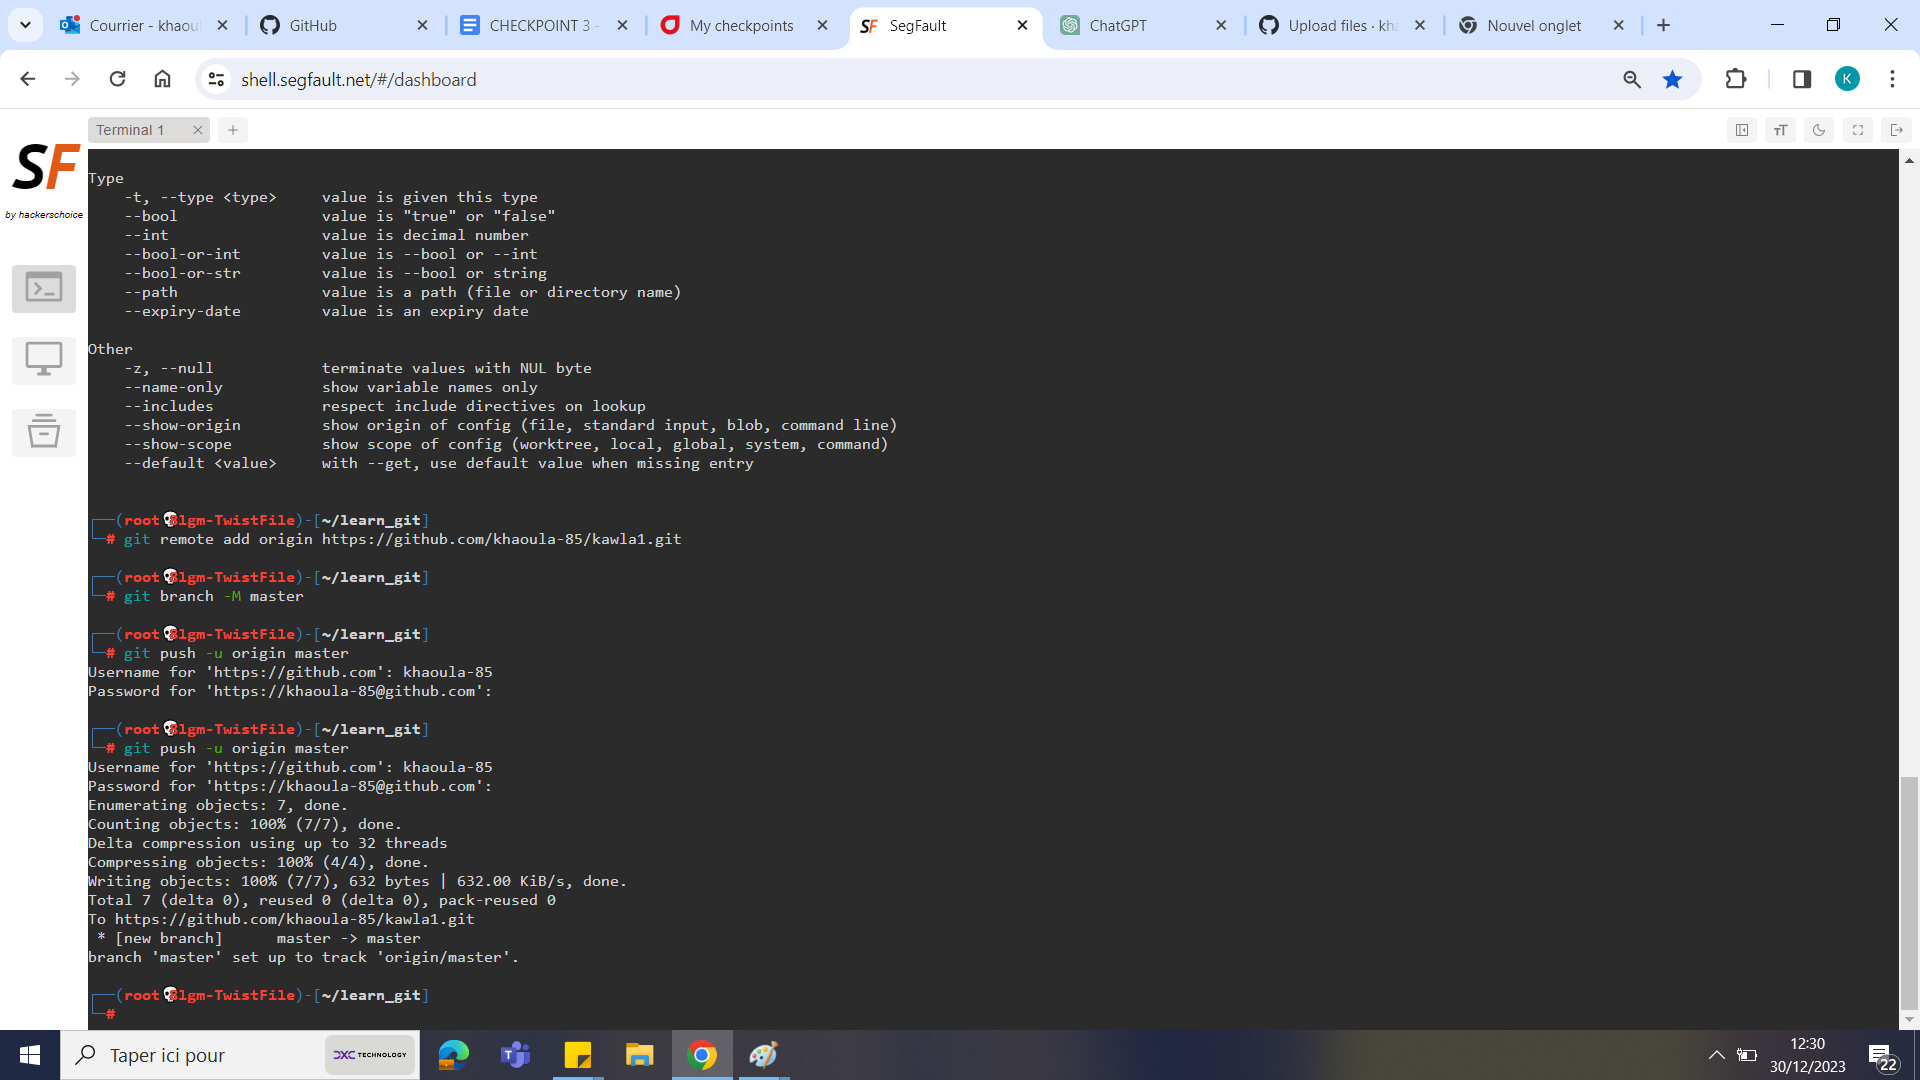 Courrier - khaoul
GitHub
CHECKPOINT 3 -
My checkpoints
SF SegFault
ChatGPT
Upload files · kha
Nouvel onglet
shell.segfault.net/#/dashboard
K
Terminal 1
SF
by hackerschoice
Type
-t, --type <type> value is given this type
--bool value is "true" or "false"
--int value is decimal number
--bool-or-int value is --bool or --int
--bool-or-str value is --bool or string
--path value is a path (file or directory name)
--expiry-date value is an expiry date
Other
-z, --null terminate values with NUL byte
--name-only show variable names only
--includes respect include directives on lookup
--show-origin show origin of config (file, standard input, blob, command line)
--show-scope show scope of config (worktree, local, global, system, command)
--default <value> with --get, use default value when missing entry
┌──(root💀8lgm-TwistFile)-[~/learn_git]
└─# git remote add origin https://github.com/khaoula-85/kawla1.git
┌──(root💀8lgm-TwistFile)-[~/learn_git]
└─# git branch -M master
┌──(root💀8lgm-TwistFile)-[~/learn_git]
└─# git push -u origin master
Username for 'https://github.com': khaoula-85
Password for 'https://khaoula-85@github.com':
┌──(root💀8lgm-TwistFile)-[~/learn_git]
└─# git push -u origin master
Username for 'https://github.com': khaoula-85
Password for 'https://khaoula-85@github.com':
Enumerating objects: 7, done.
Counting objects: 100% (7/7), done.
Delta compression using up to 32 threads
Compressing objects: 100% (4/4), done.
Writing objects: 100% (7/7), 632 bytes | 632.00 KiB/s, done.
Total 7 (delta 0), reused 0 (delta 0), pack-reused 0
To https://github.com/khaoula-85/kawla1.git
* [new branch] master -> master
branch 'master' set up to track 'origin/master'.
┌──(root💀8lgm-TwistFile)-[~/learn_git]
└─#
Taper ici pour
DXC TECHNOLOGY
12:30
30/12/2023
22